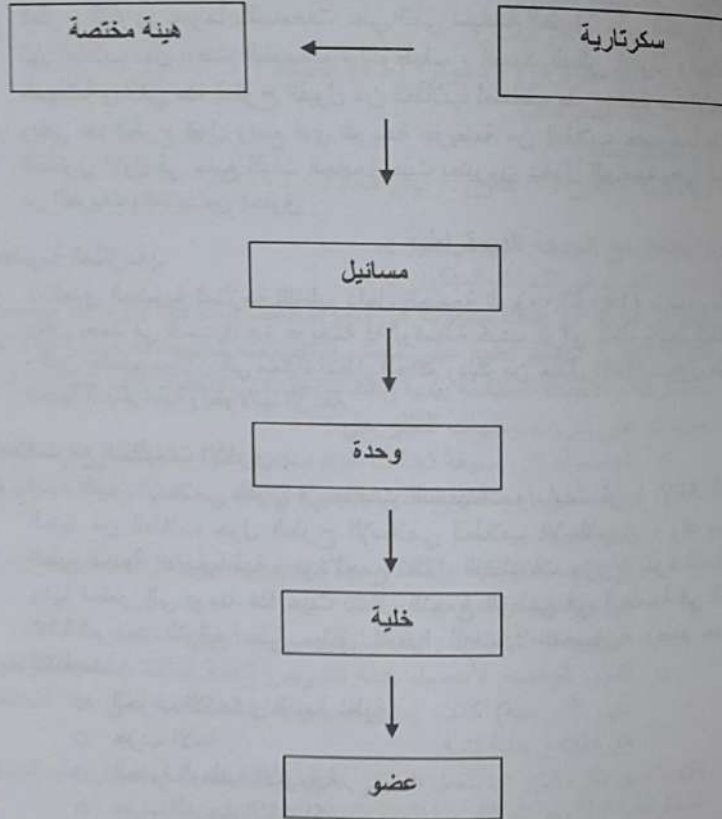 سكرتارية
هيئة مختصة
مسائيل
وحدة
خلية
عضو